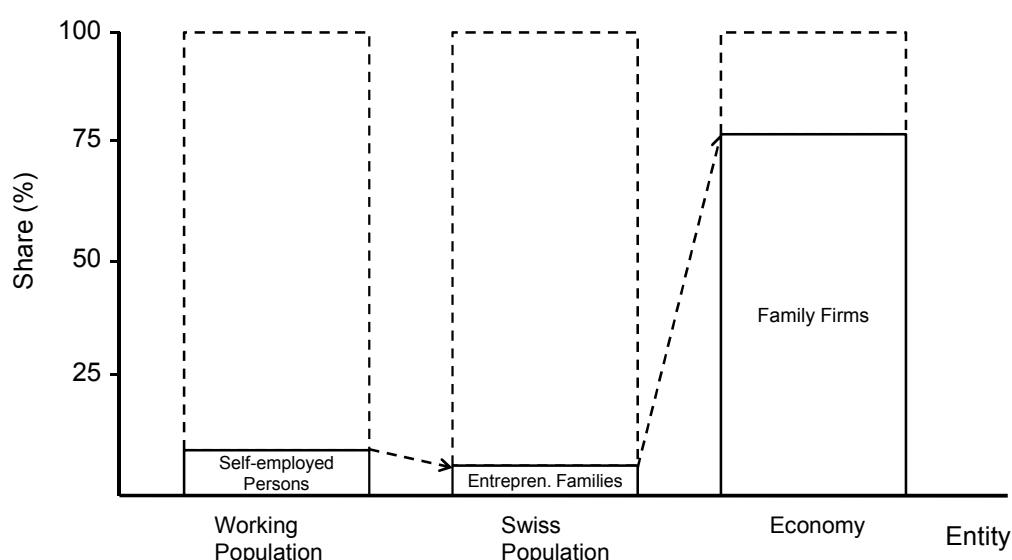 100
75
50
25
Share (%)
Self-employed
Persons
Entrepren. Families
Family Firms
Working
Population
Swiss
Population
Economy
Entity